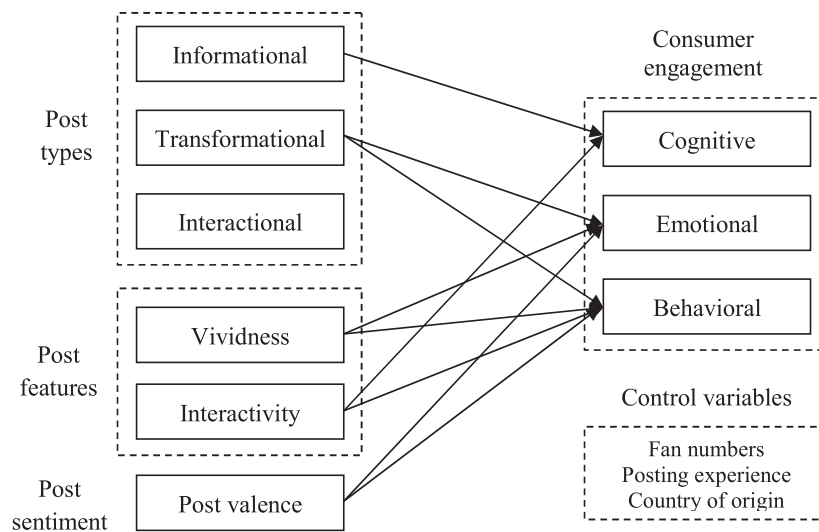 Post
types
Informational
Transformational
Interactional
Post
features
Vividness
Interactivity
Post
sentiment
Post valence
Consumer
engagement
Cognitive
Emotional
Behavioral
Control variables
Fan numbers
Posting experience
Country of origin